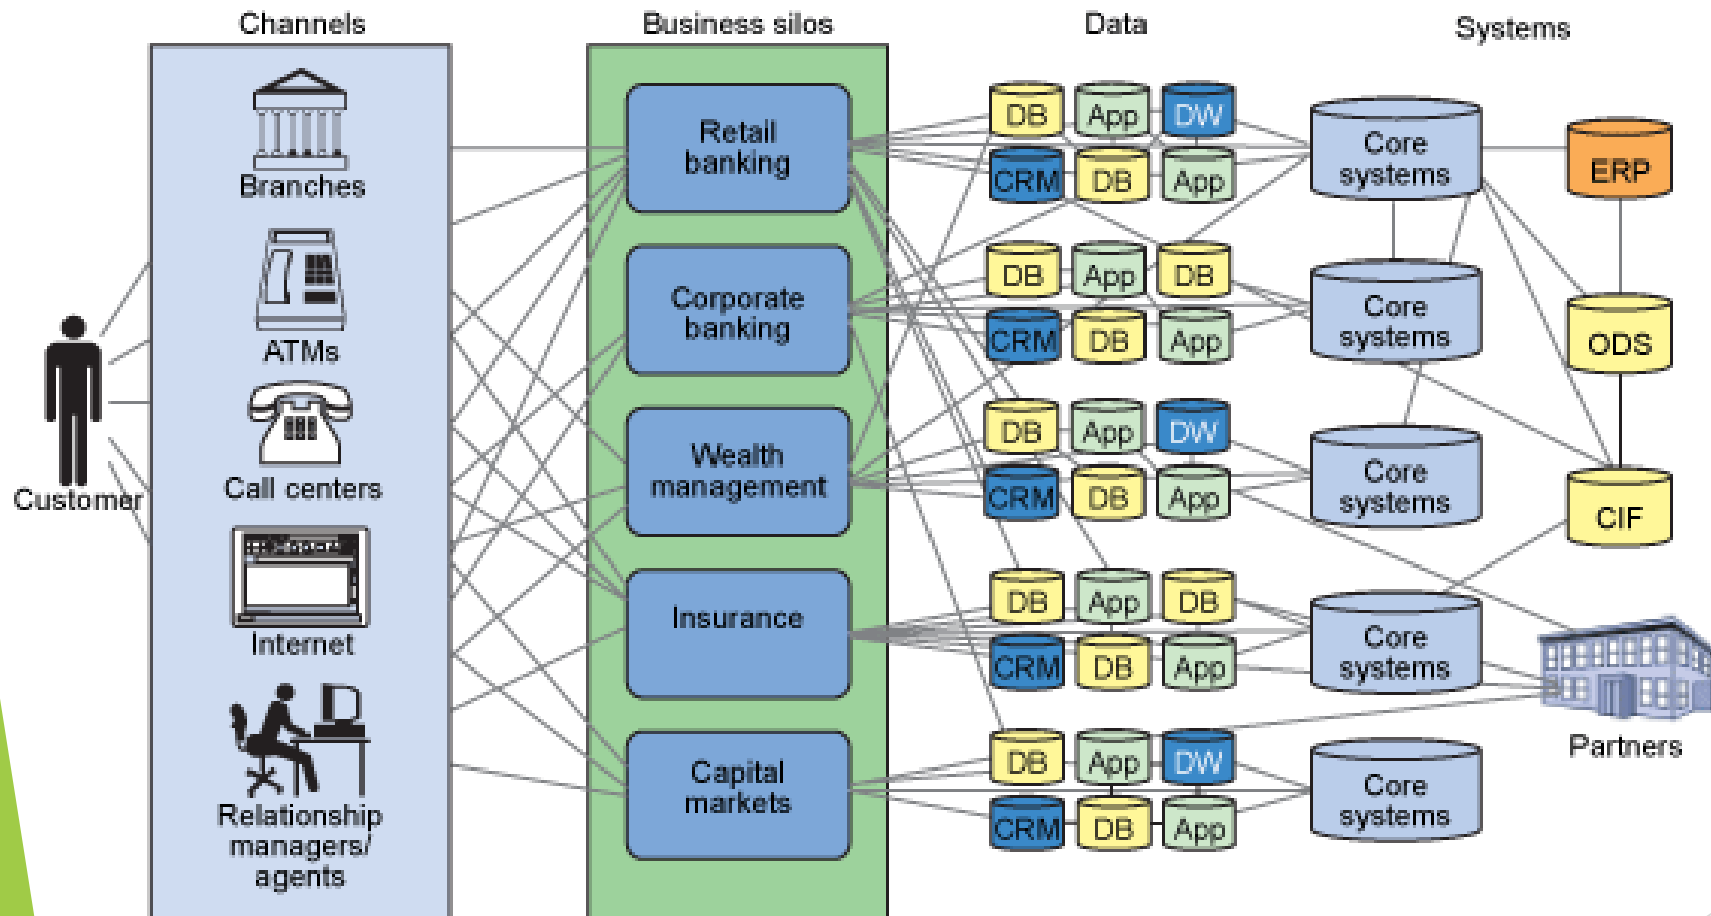 Channels
Business silos
Data
Systems
Customer
Branches
ATMs
Call centers
Internet
Relationship
managers/
agents
Retail
banking
Corporate
banking
Wealth
management
Insurance
Capital
markets
DB App DW
CRM DB App
DB App DB
CRM DB App
DB App DW
CRM DB App
DB App DB
CRM DB App
DB App DW
CRM DB App
Core
systems
Core
systems
Core
systems
Core
systems
Core
systems
ERP
ODS
CIF
Partners